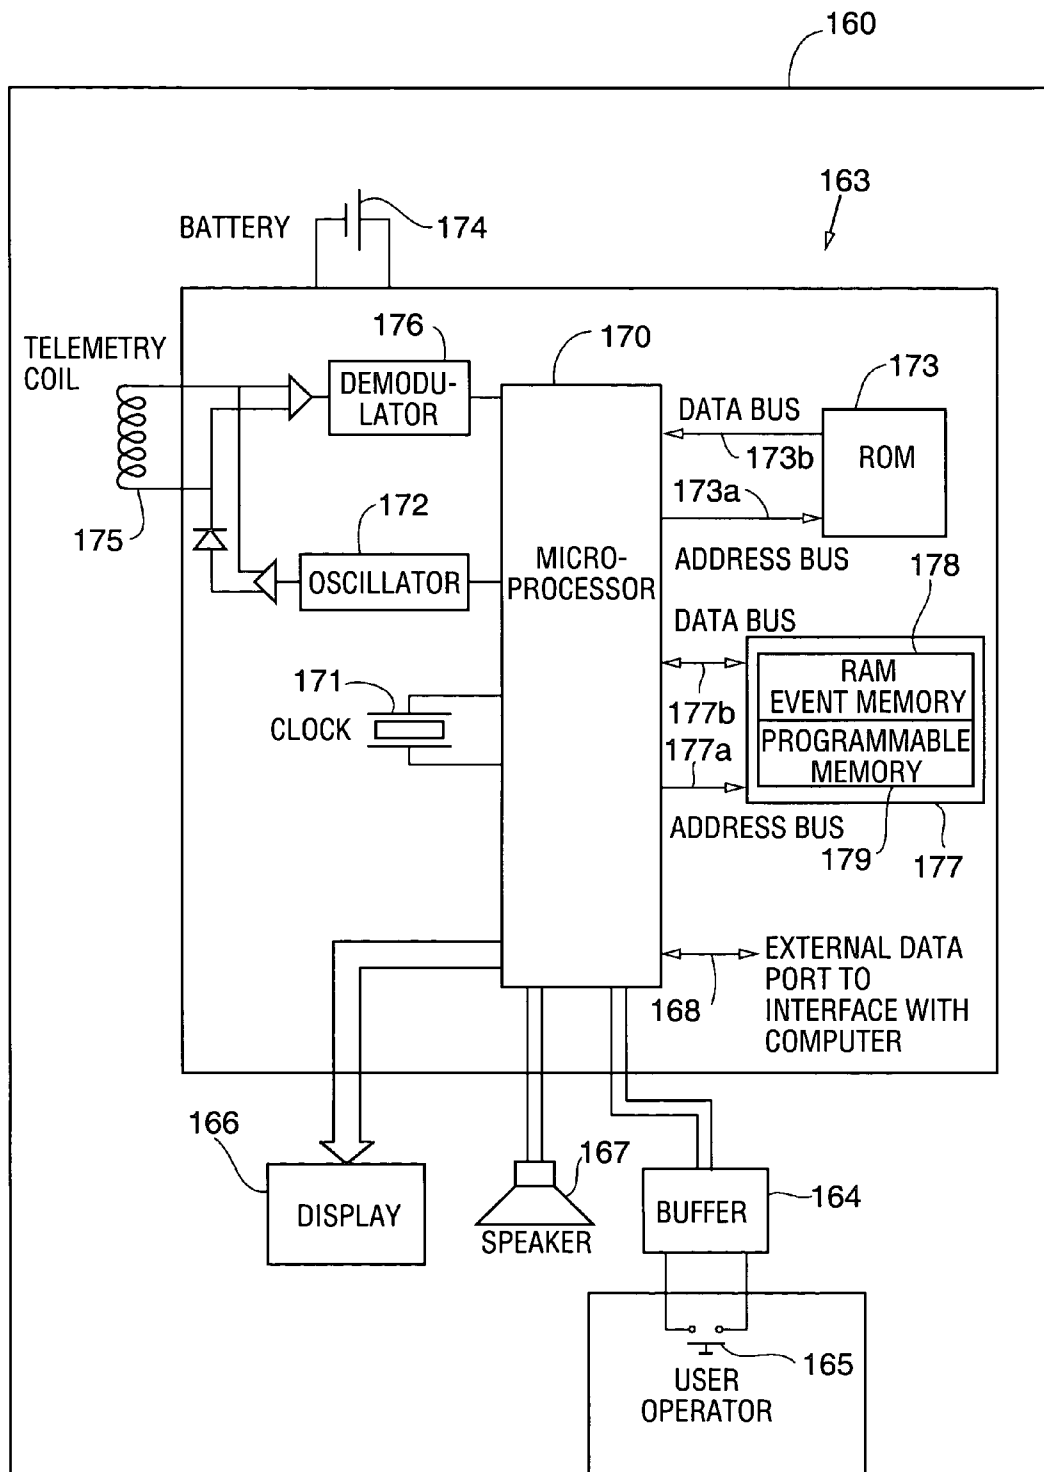 160
163
BATTERY
174
TELEMETRY
COIL
176
170
173
DEMODU-
LATOR
DATA BUS
ROM
173b
173a
175
172
OSCILLATOR
MICRO-
PROCESSOR
ADDRESS BUS
178
DATA BUS
RAM
EVENT MEMORY
171
CLOCK
177b
177a
PROGRAMMABLE
MEMORY
ADDRESS BUS
179
177
168
EXTERNAL DATA
PORT TO
INTERFACE WITH
COMPUTER
166
DISPLAY
167
SPEAKER
164
BUFFER
165
USER
OPERATOR